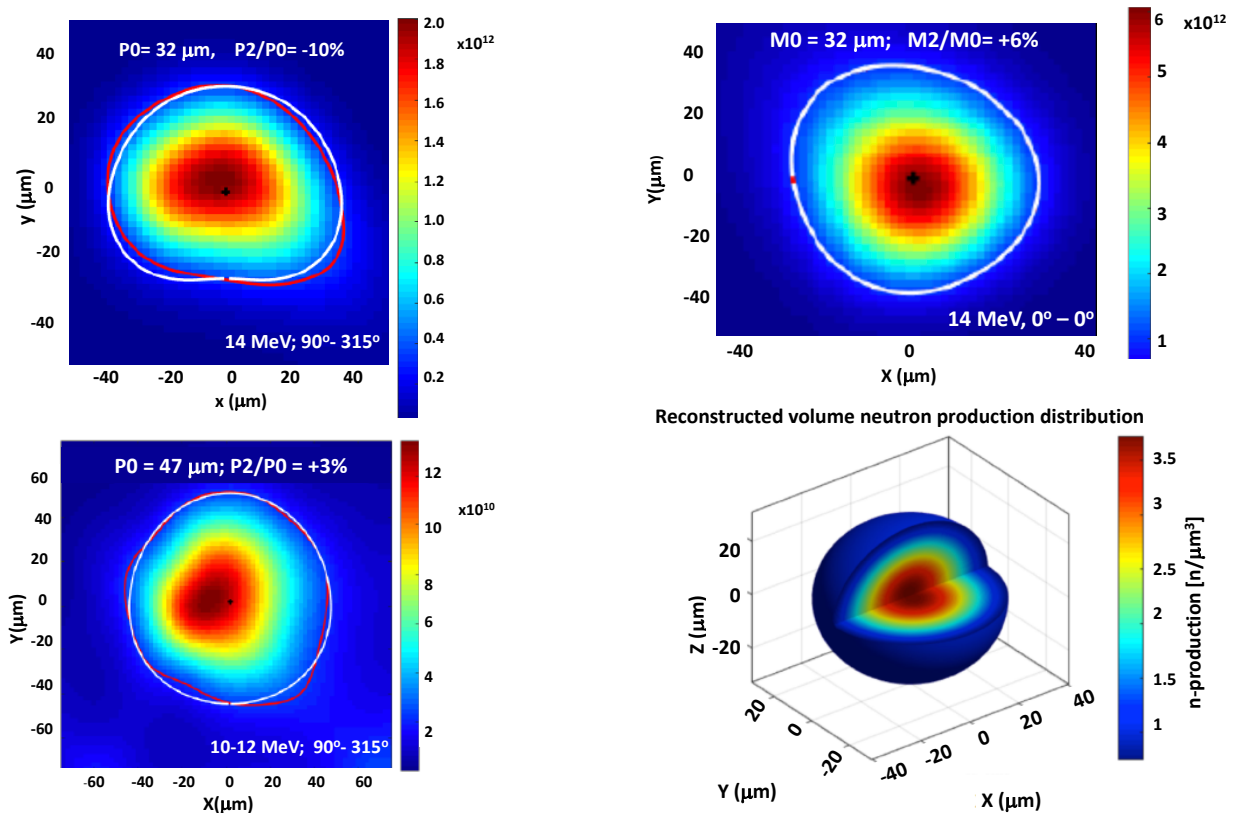 P0= 32 µm, P2/P0= -10%
40
20
0
-20
-40
y (µm)
-40 -20 0 20 40
x (µm)
14 MeV; 90º- 315º
x10¹²
2.0
1.8
1.6
1.4
1.2
1.0
0.8
0.6
0.4
0.2
M0 = 32 µm; M2/M0= +6%
40
20
0
-20
-40
Y(µm)
-40 0 40
X (µm)
14 MeV, 0º – 0º
x10¹²
6
5
4
3
2
1
P0 = 47 µm; P2/P0 = +3%
60
40
20
0
-20
-40
-60
Y(µm)
-60 -40 -20 0 20 40 60
X(µm)
10-12 MeV; 90º- 315º
x10¹⁰
12
10
8
6
4
2
Reconstructed volume neutron production distribution
20
0
-20
Z (µm)
20
0
-20
Y (µm)
-40
-20
0
20
40
X (µm)
3.5
3
2.5
2
1.5
1
n-production [n/µm³]